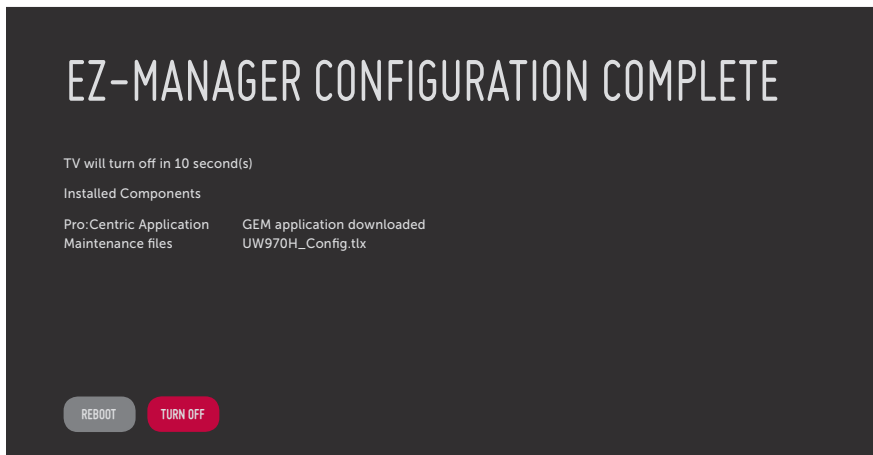 EZ-MANAGER CONFIGURATION COMPLETE
TV will turn off in 10 second(s)
Installed Components
Pro:Centric Application GEM application downloaded
Maintenance files UW970H_Config.tlx
REBOOT TURN OFF